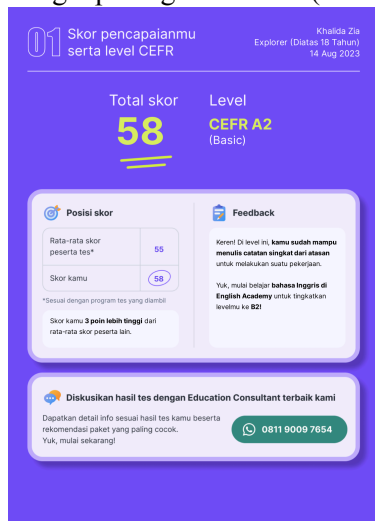 01
Skor pencapaianmu
serta level CEFR
Khalida Zia
Explorer (Diatas 18 Tahun)
14 Aug 2023
Total skor
58
Level
CEFR A2
(Basic)
Posisi skor
Rata-rata skor
peserta tes*
55
Skor kamu
58
*Sesuai dengan program tes yang diambil
Skor kamu 3 poin lebih tinggi dari
rata-rata skor peserta lain.
Feedback
Keren! Di level ini, kamu sudah mampu
menulis catatan singkat dari atasan
untuk melakukan suatu pekerjaan.
Yuk, mulai belajar bahasa Inggris di
English Academy untuk tingkatkan
levelmu ke B2!
Diskusikan hasil tes dengan Education Consultant terbaik kami
Dapatkan detail info sesuai hasil tes kamu beserta
rekomendasi paket yang paling cocok.
Yuk, mulai sekarang!
0811 9009 7654